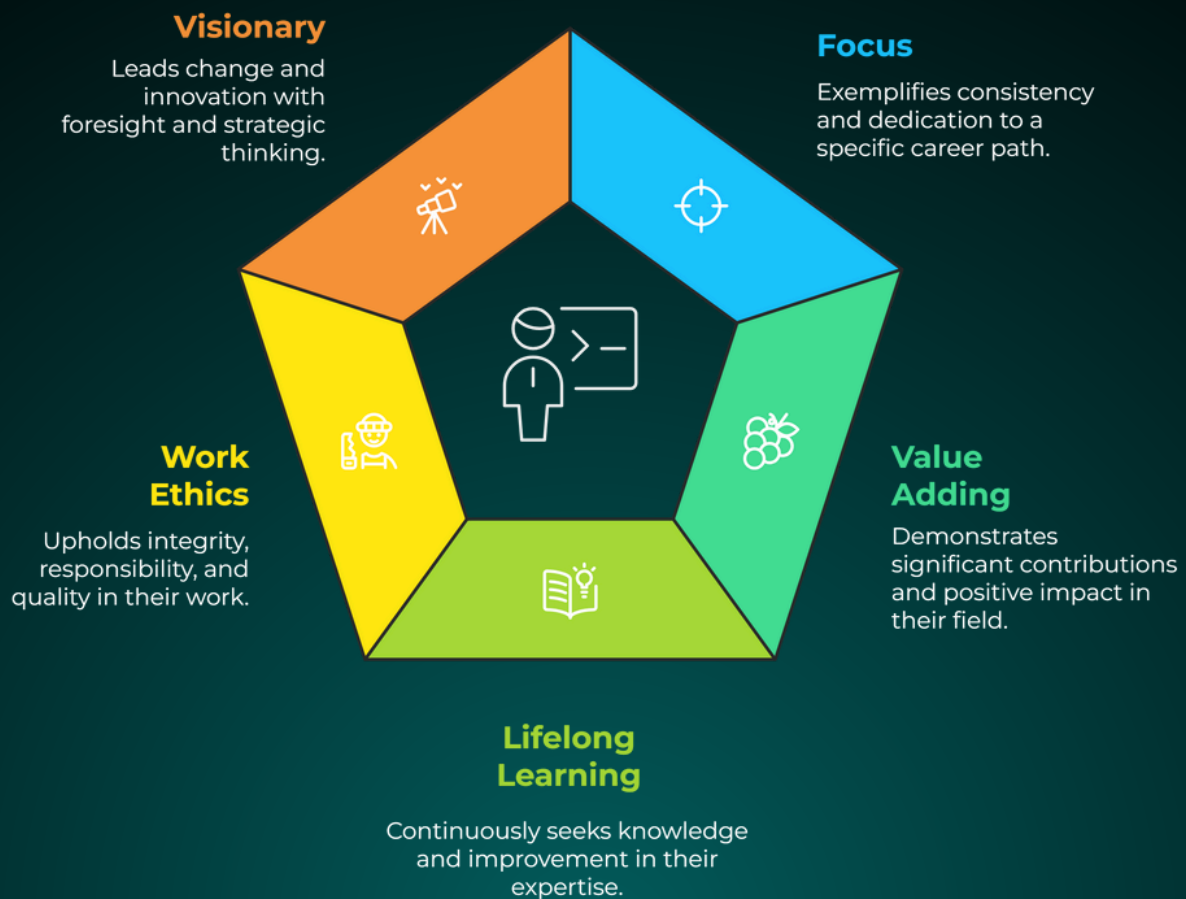 Visionary
Leads change and
innovation with
foresight and strategic
thinking.
Focus
Exemplifies consistency
and dedication to a
specific career path.
Work
Ethics
Upholds integrity,
responsibility, and
quality in their work.
Value
Adding
Demonstrates
significant contributions
and positive impact in
their field.
Lifelong
Learning
Continuously seeks knowledge
and improvement in their
expertise.